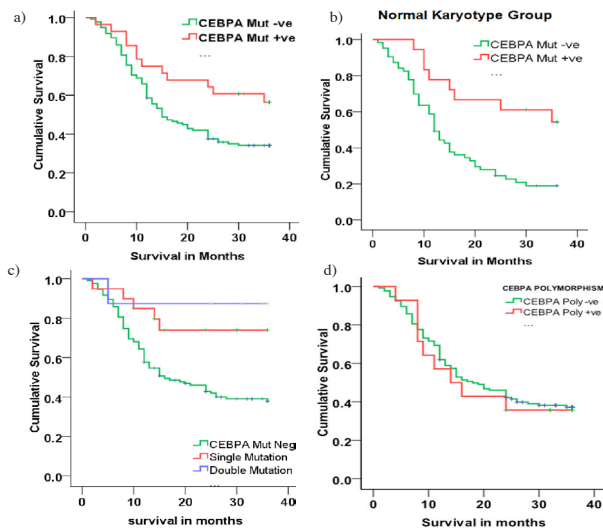 a)
CEBPA Mut -ve
CEBPA Mut +ve
...
Cumulative Survival
1.0
0.8
0.6
0.4
0.2
0.0
0 10 20 30 40
Survival in Months
b)
Normal Karyotype Group
CEBPA Mut -ve
CEBPA Mut +ve
...
Cumulative Survival
1.0
0.8
0.6
0.4
0.2
0.0
0 10 20 30 40
Survival in Months
c)
Cumulative Survival
1.0
0.8
0.6
0.4
0.2
0.0
CEBPA Mut Neg
Single Mutation
Double Mutation
...
0 10 20 30 40
survival in months
d)
CEBPA POLYMORPHISM
CEBPA Poly -ve
CEBPA Poly +ve
...
Cumulative Survival
1.0
0.8
0.6
0.4
0.2
0.0
0 10 20 30 40
Survival in months